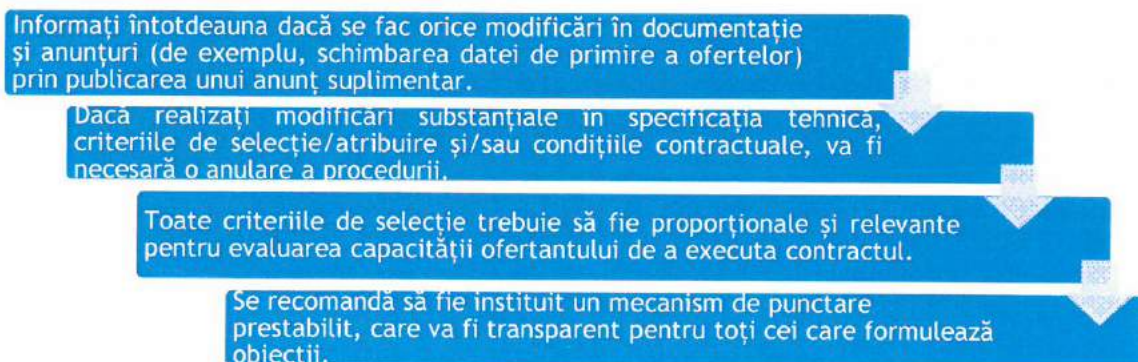 Informați întotdeauna dacă se fac orice modificări în documentație
și anunțuri (de exemplu, schimbarea datei de primire a ofertelor)
prin publicarea unui anunț suplimentar.
Dacă realizați modificări substanțiale în specificația tehnică,
criteriile de selecție/atribuire și/sau condițiile contractuale, va fi
necesară o anulare a procedurii.
Toate criteriile de selecție trebuie să fie proporționale și relevante
pentru evaluarea capacității ofertantului de a executa contractul.
Se recomandă să fie instituit un mecanism de punctare
prestabilit, care va fi transparent pentru toți cei care formulează
obiecții.